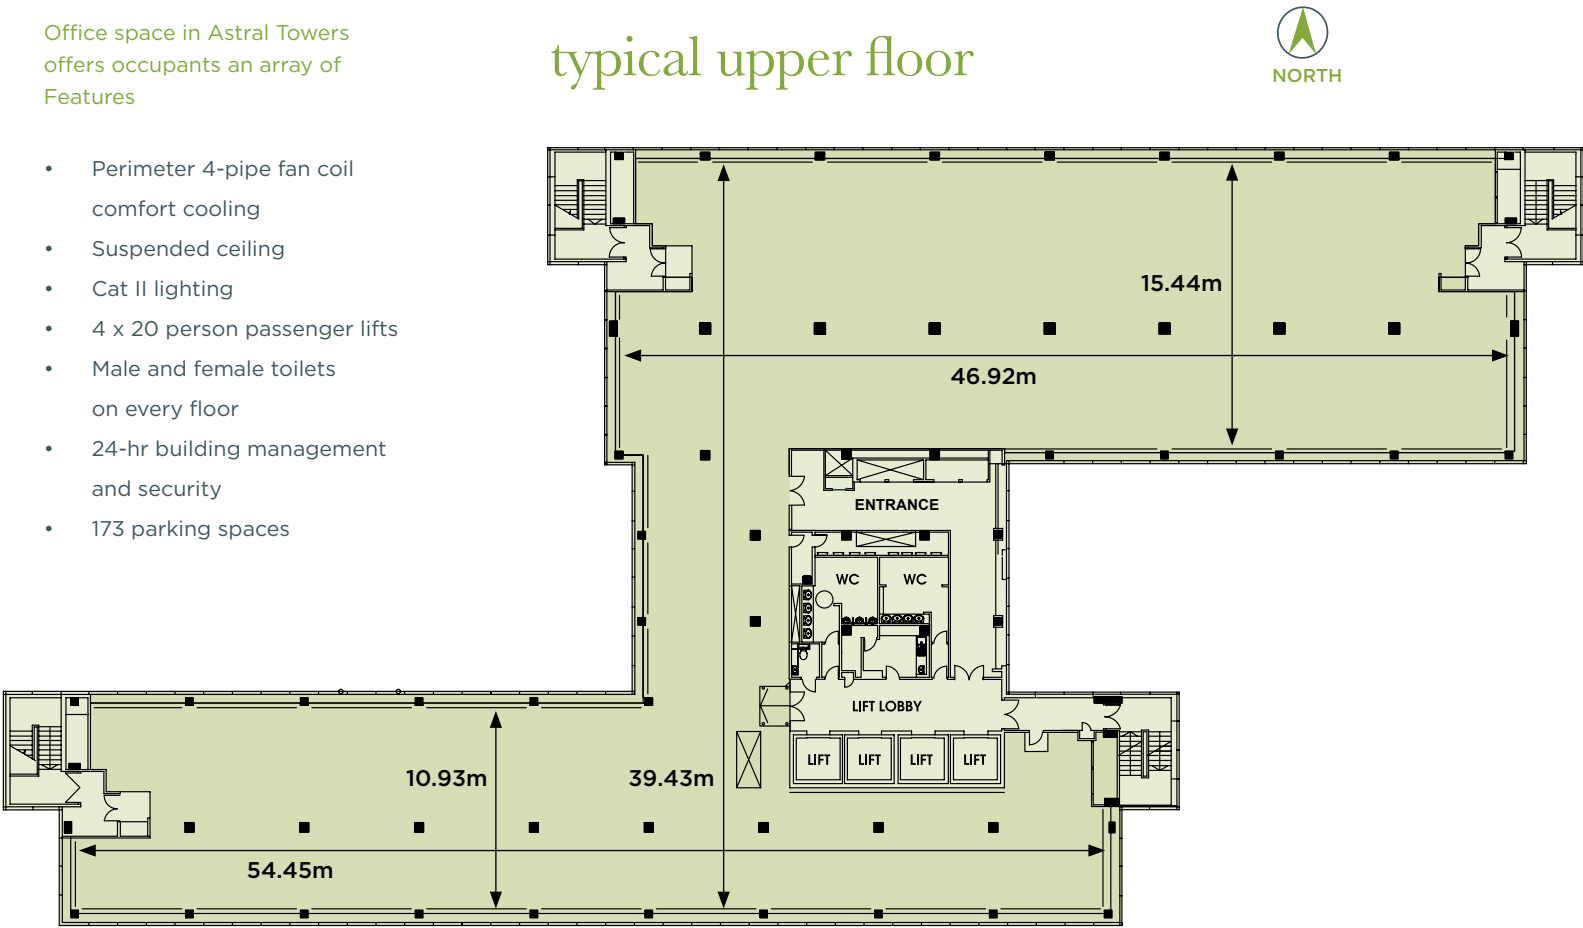 Office space in Astral Towers
offers occupants an array of
Features
typical upper floor
NORTH
• Perimeter 4-pipe fan coil
comfort cooling
• Suspended ceiling
• Cat II lighting
• 4 x 20 person passenger lifts
• Male and female toilets
on every floor
• 24-hr building management
and security
• 173 parking spaces
15.44m
46.92m
ENTRANCE
WC
WC
LIFT LOBBY
LIFT
LIFT
LIFT
LIFT
10.93m
39.43m
54.45m